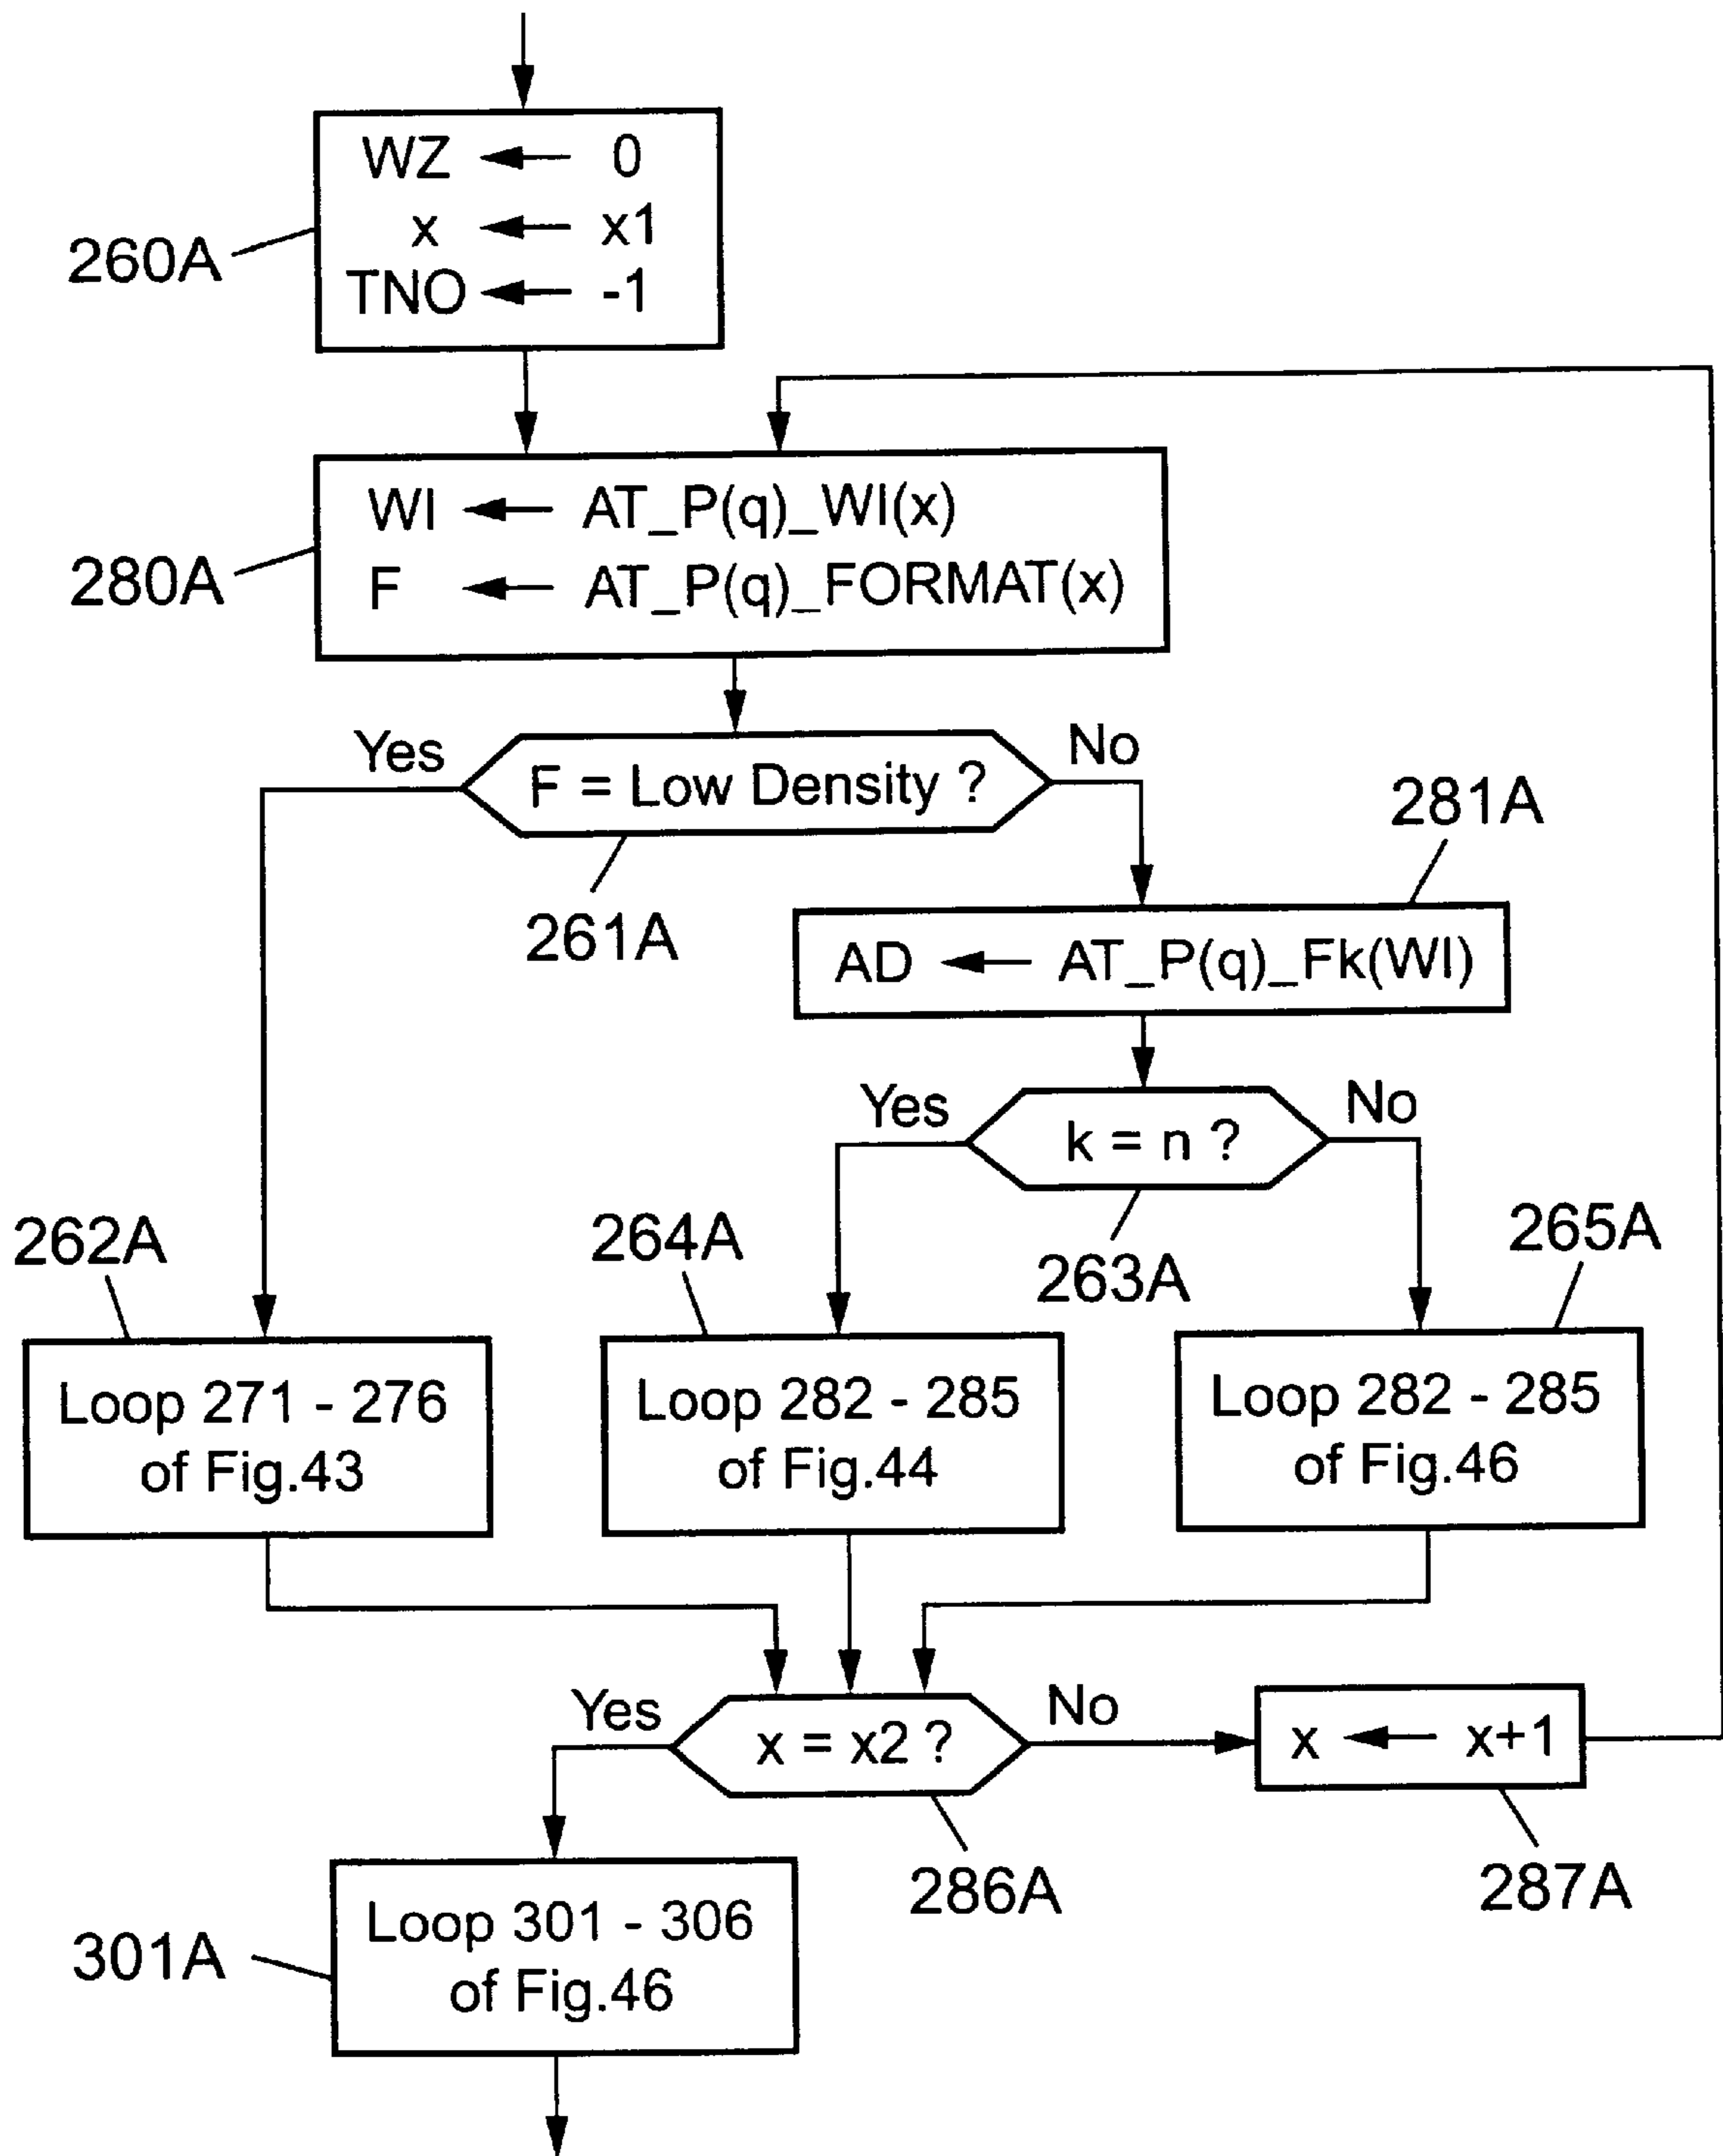 WZ ← 0
x ← x1
TNO ← -1
260A
WI ← AT_P(q)_WI(x)
F ← AT_P(q)_FORMAT(x)
280A
Yes
F = Low Density ?
No
261A
281A
AD ← AT_P(q)_Fk(WI)
Yes
k = n ?
No
263A
262A
264A
265A
Loop 271 - 276
of Fig.43
Loop 282 - 285
of Fig.44
Loop 282 - 285
of Fig.46
Yes
x = x2 ?
No
x ← x+1
286A
287A
301A
Loop 301 - 306
of Fig.46